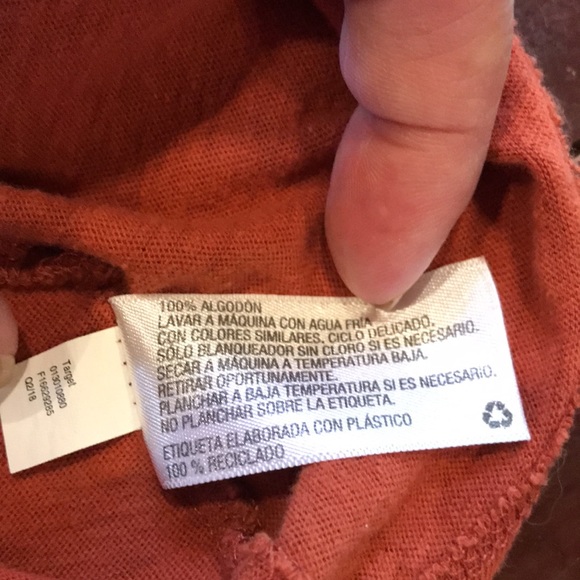 100% ALGODÓN
LAVAR A MÁQUINA CON AGUA FRÍA
CON COLORES SIMILARES, CICLO DELICADO.
SÓLO BLANQUEADOR SIN CLORO SI ES NECESARIO.
SECAR A MÁQUINA A TEMPERATURA BAJA.
RETIRAR OPORTUNAMENTE.
PLANCHAR A BAJA TEMPERATURA SI ES NECESARIO.
NO PLANCHAR SOBRE LA ETIQUETA.
ETIQUETA ELABORADA CON PLÁSTICO
100 % RECICLADO
Target
Q2/18